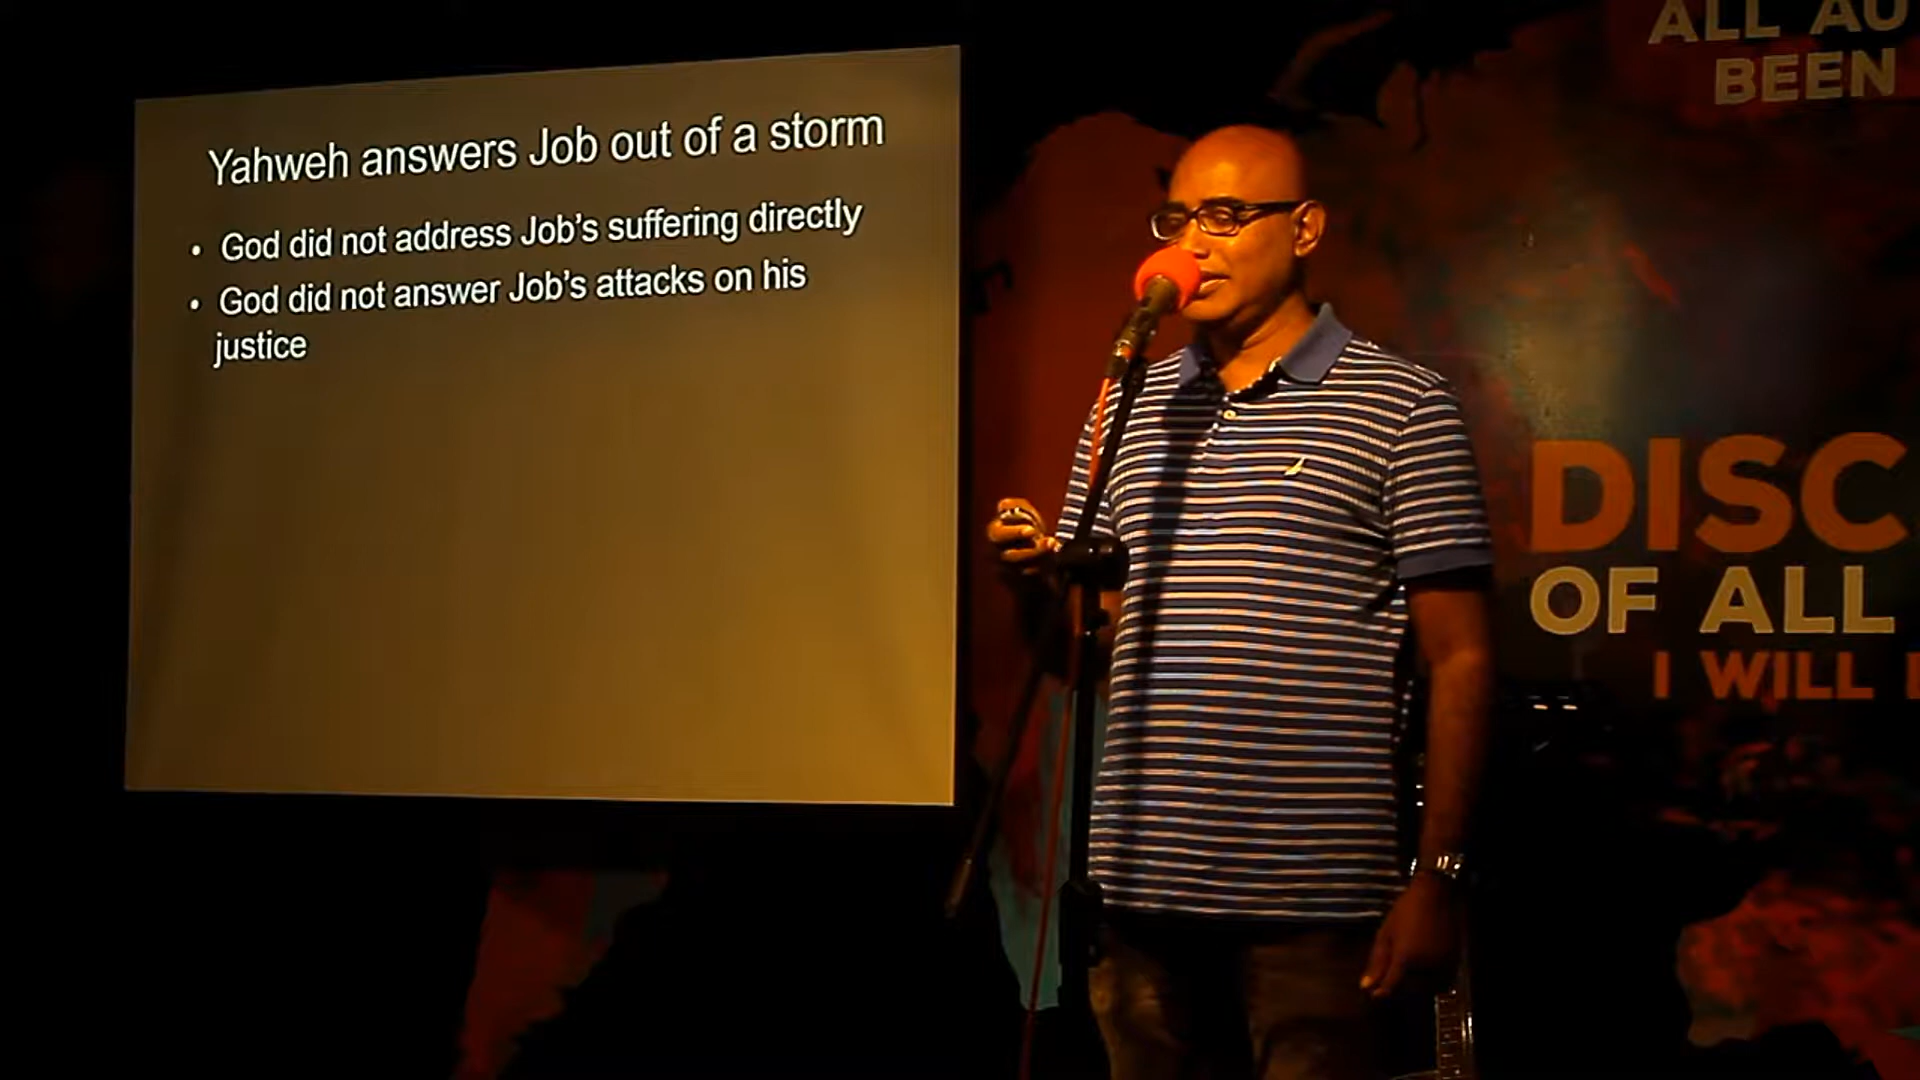 Yahweh answers Job out of a storm
• God did not address Job's suffering directly
• God did not answer Job's attacks on his
justice
ALL AU
BEEN
DISC
OF ALL
I WILL